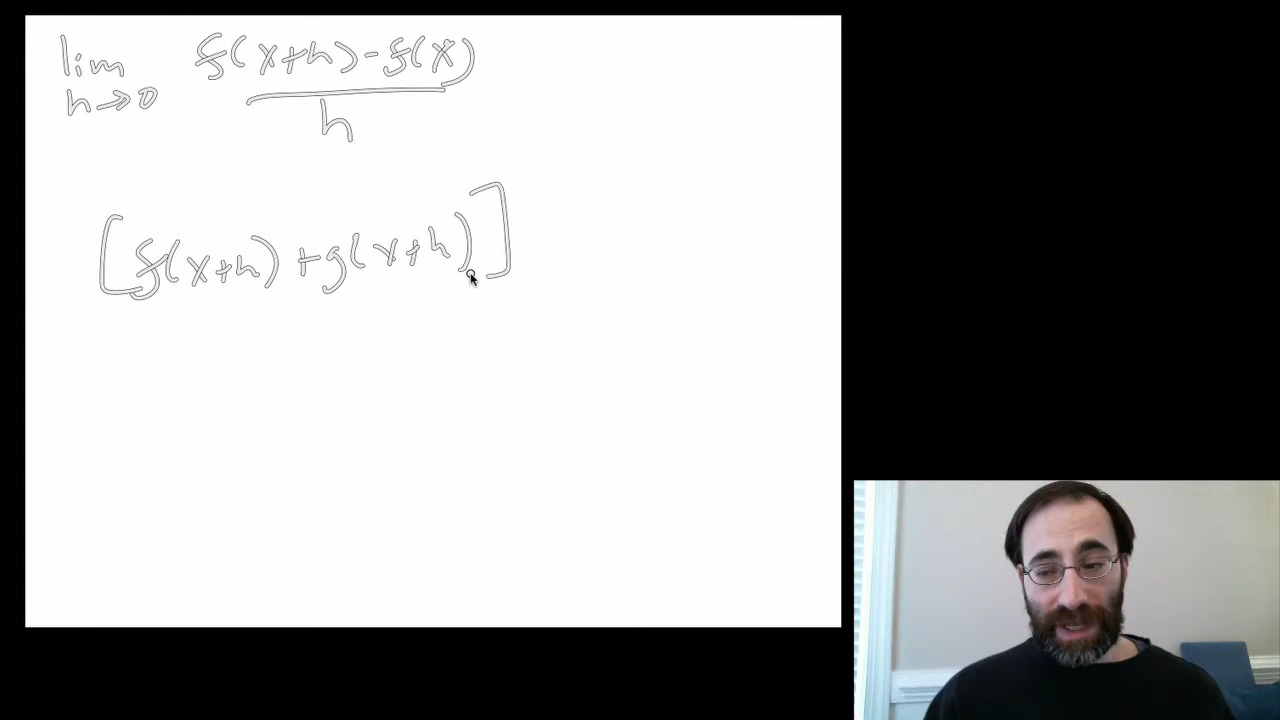 lim f(x+h)-f(x)
h→0 h
[f(x+h)+g(x+h)]